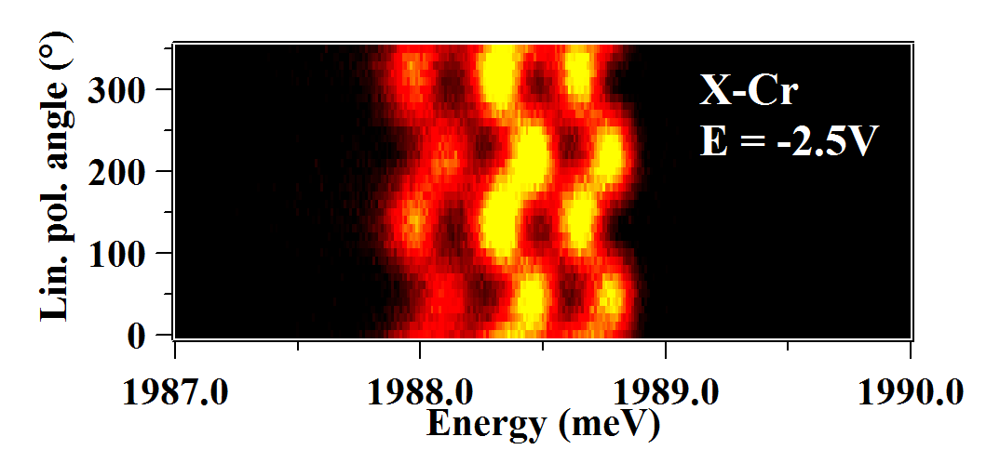 Lin. pol. angle (°)
300
200
100
0
X-Cr
E = -2.5V
1987.0
1988.0
1989.0
1990.0
Energy (meV)